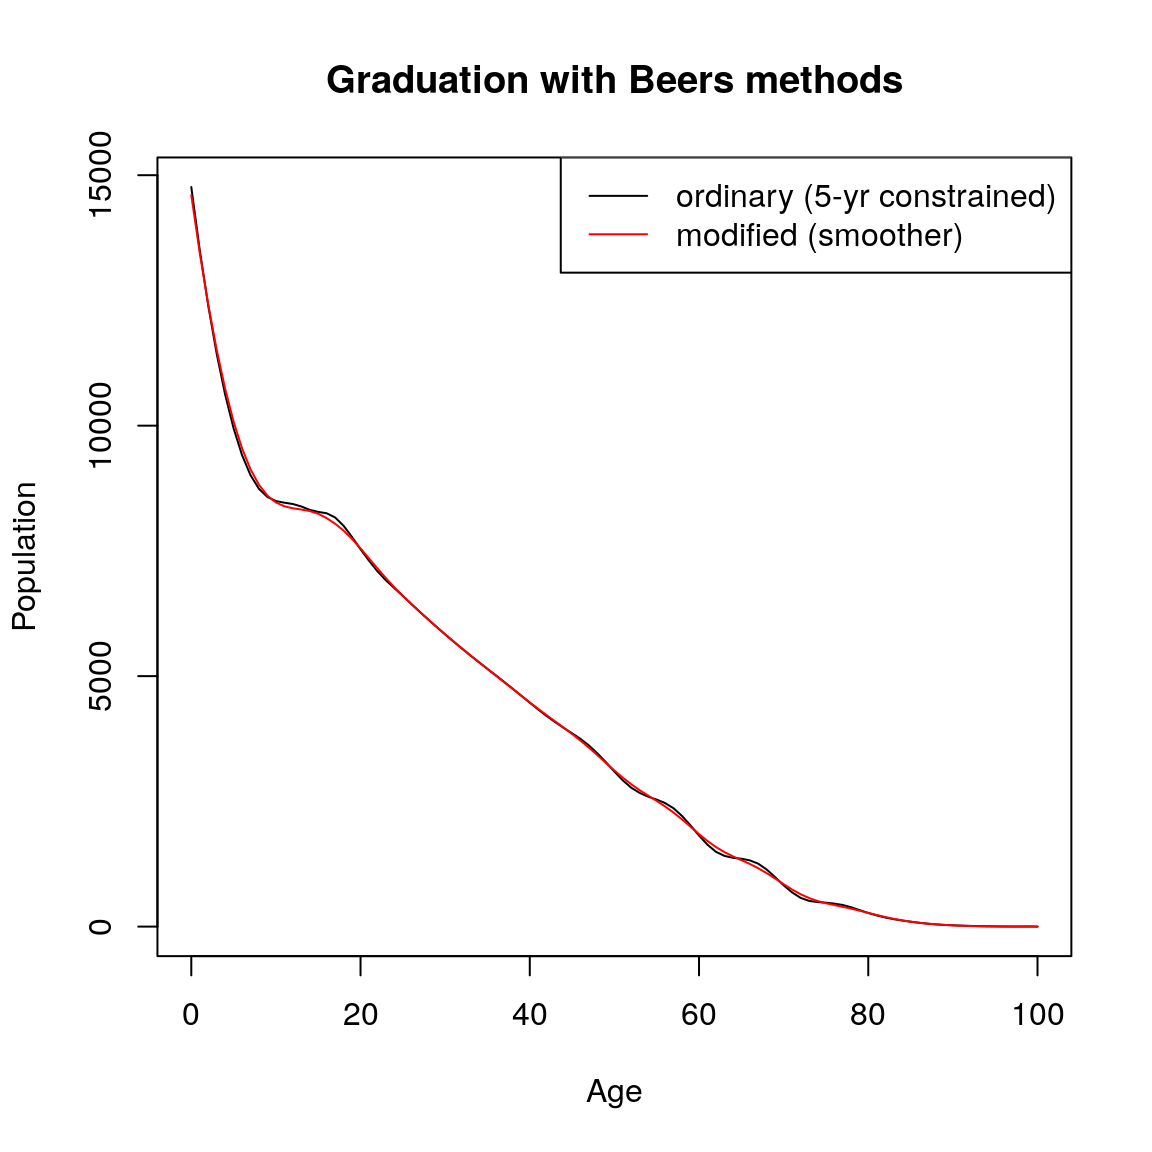 Graduation with Beers methods
ordinary (5-yr constrained)
modified (smoother)
Population
15000
10000
5000
0
0 20 40 60 80 100
Age